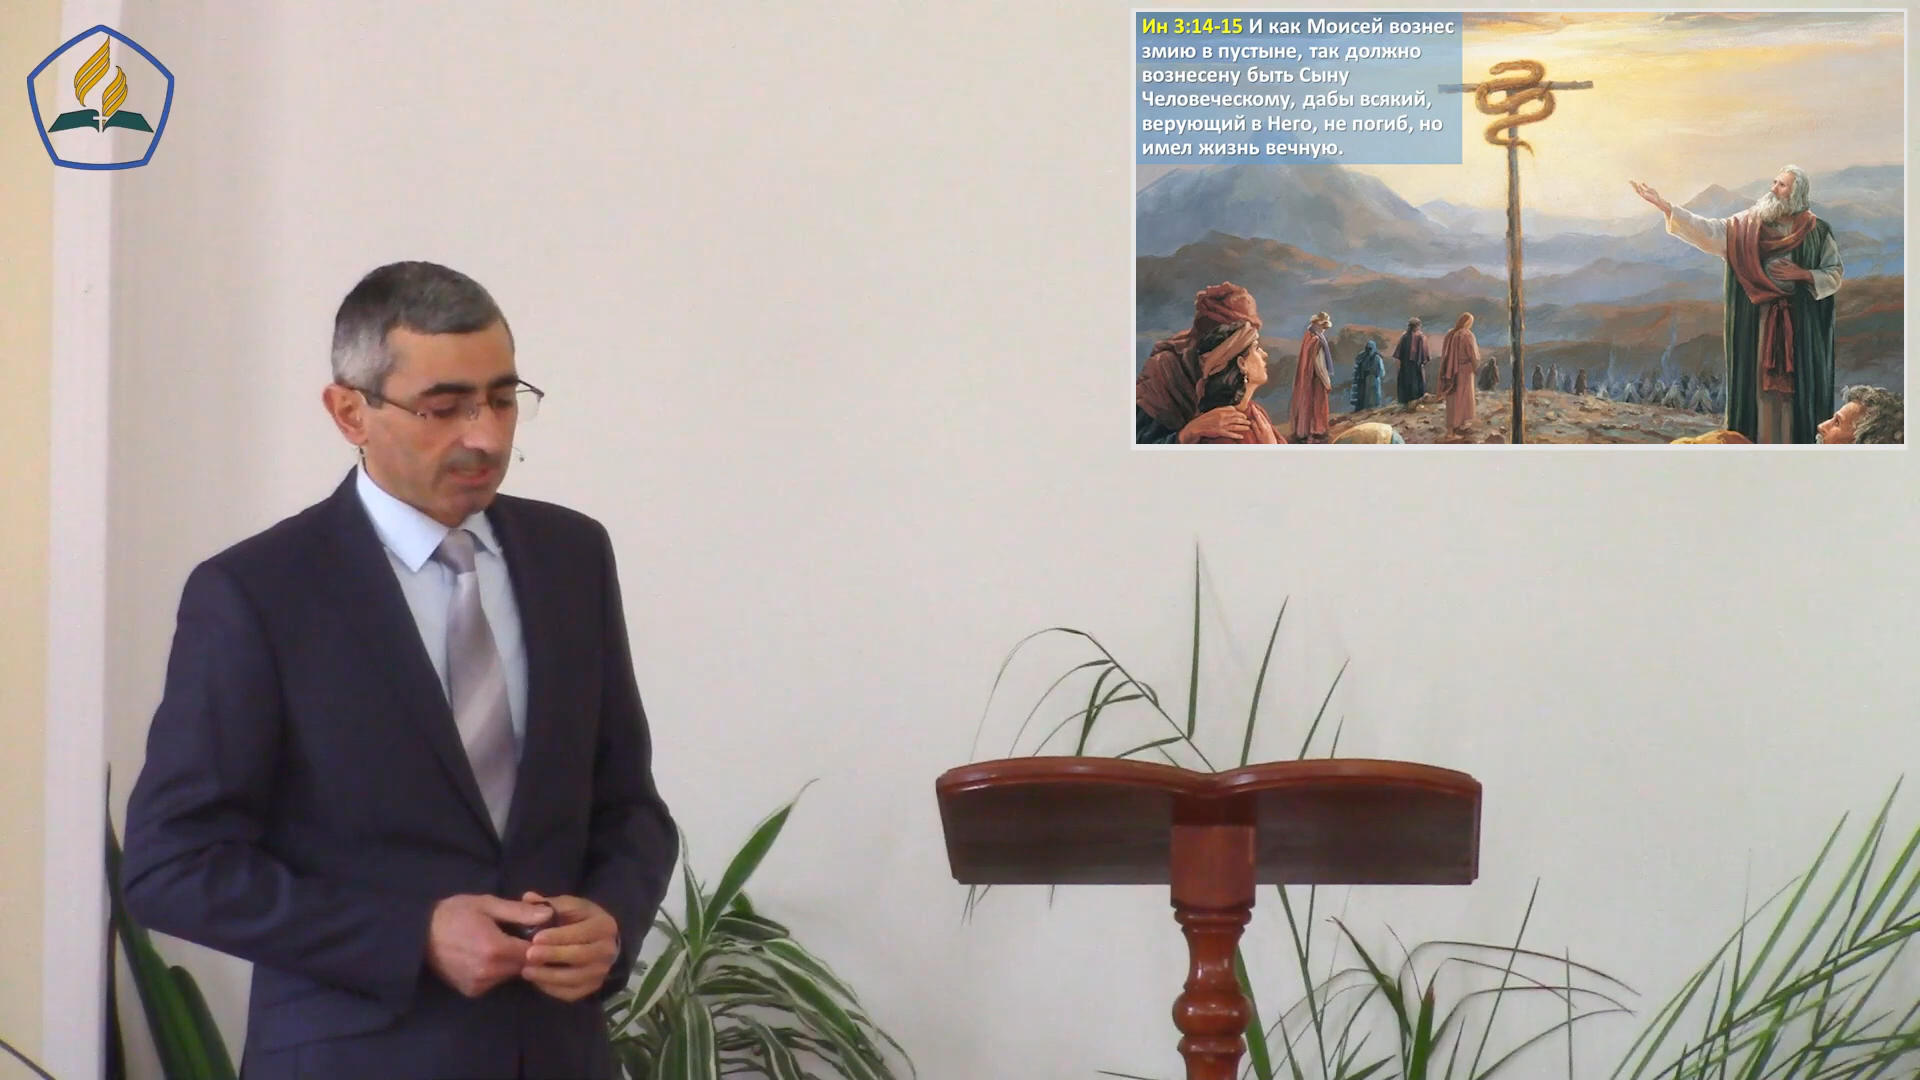 Ин 3:14-15 И как Моисей вознес
змию в пустыне, так должно
вознесену быть Сыну
Человеческому, дабы всякий,
верующий в Него, не погиб, но
имел жизнь вечную.